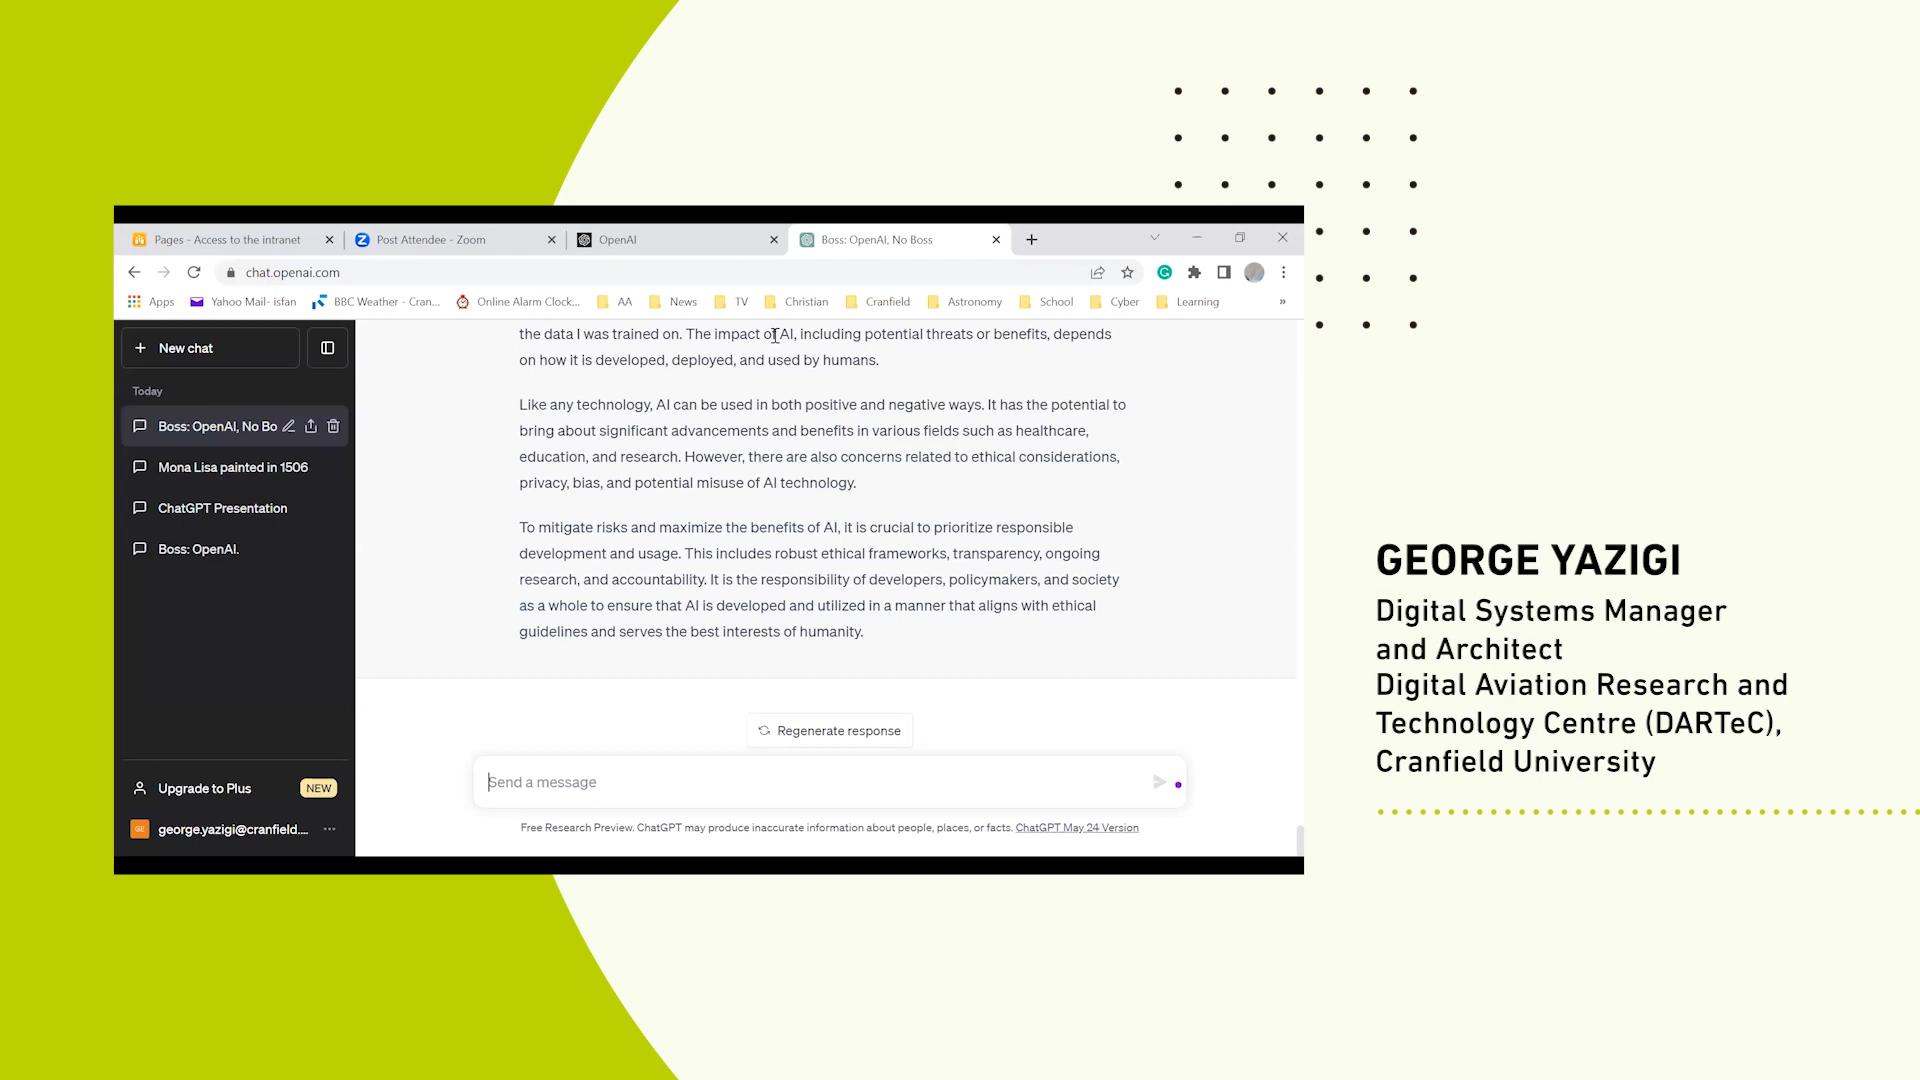 Pages - Access to the intranet
Post Attendee - Zoom
OpenAI
Boss: OpenAI, No Boss
chat.openai.com
Apps
Yahoo Mail- isfan
BBC Weather - Cran...
Online Alarm Clock...
AA
News
TV
Christian
Cranfield
Astronomy
School
Cyber
Learning
»
New chat
Today
Boss: OpenAI, No Bo
Mona Lisa painted in 1506
ChatGPT Presentation
Boss: OpenAI.
Upgrade to Plus
NEW
GE
george.yazigi@cranfield....
the data I was trained on. The impact of AI, including potential threats or benefits, depends
on how it is developed, deployed, and used by humans.
Like any technology, AI can be used in both positive and negative ways. It has the potential to
bring about significant advancements and benefits in various fields such as healthcare,
education, and research. However, there are also concerns related to ethical considerations,
privacy, bias, and potential misuse of AI technology.
To mitigate risks and maximize the benefits of AI, it is crucial to prioritize responsible
development and usage. This includes robust ethical frameworks, transparency, ongoing
research, and accountability. It is the responsibility of developers, policymakers, and society
as a whole to ensure that AI is developed and utilized in a manner that aligns with ethical
guidelines and serves the best interests of humanity.
Regenerate response
Send a message
Free Research Preview. ChatGPT may produce inaccurate information about people, places, or facts. ChatGPT May 24 Version
GEORGE YAZIGI
Digital Systems Manager
and Architect
Digital Aviation Research and
Technology Centre (DARTeC),
Cranfield University